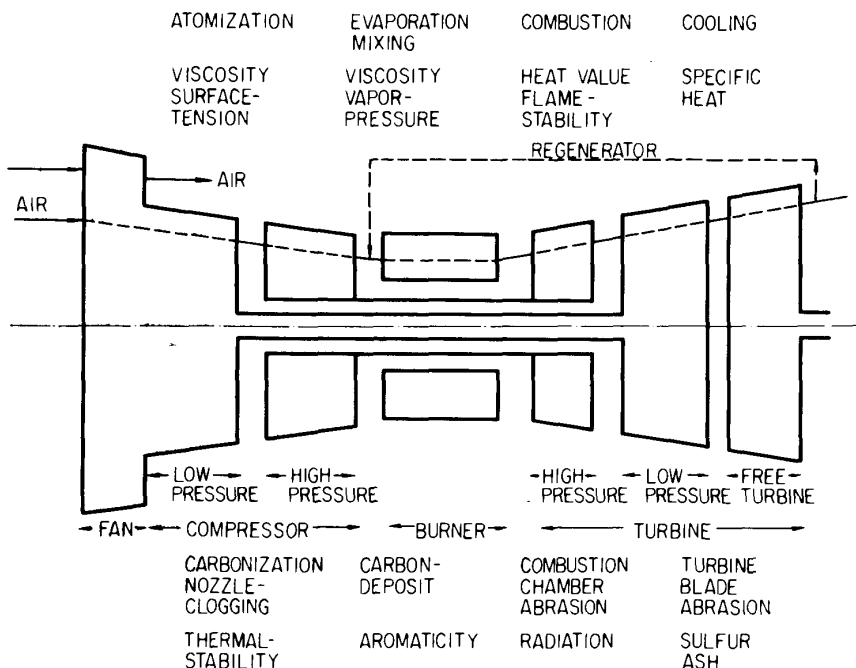 ATOMIZATION
EVAPORATION
MIXING
COMBUSTION
COOLING
VISCOSITY
SURFACE-
TENSION
VISCOSITY
VAPOR-
PRESSURE
HEAT VALUE
FLAME-
STABILITY
SPECIFIC
HEAT
REGENERATOR
AIR
AIR
LOW
PRESSURE
HIGH
PRESSURE
HIGH
PRESSURE
LOW
PRESSURE
FREE
TURBINE
FAN
COMPRESSOR
BURNER
TURBINE
CARBONIZATION
NOZZLE-
CLOGGING
CARBON-
DEPOSIT
COMBUSTION
CHAMBER
ABRASION
TURBINE
BLADE
ABRASION
THERMAL-
STABILITY
AROMATICITY
RADIATION
SULFUR
ASH